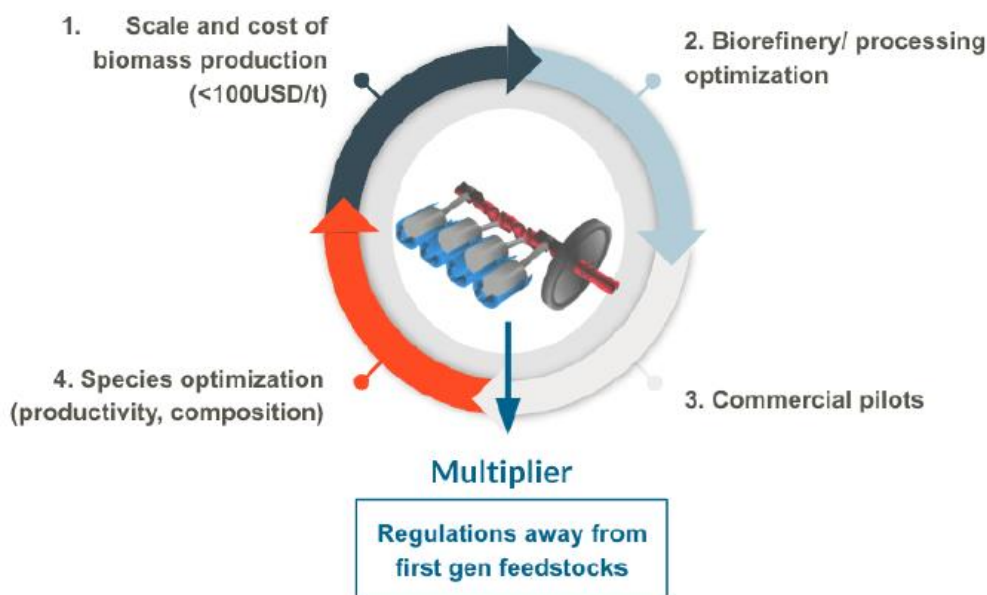 1. Scale and cost of
biomass production
(<100USD/t)
2. Biorefinery/ processing
optimization
3. Commercial pilots
4. Species optimization
(productivity, composition)
Multiplier
Regulations away from
first gen feedstocks